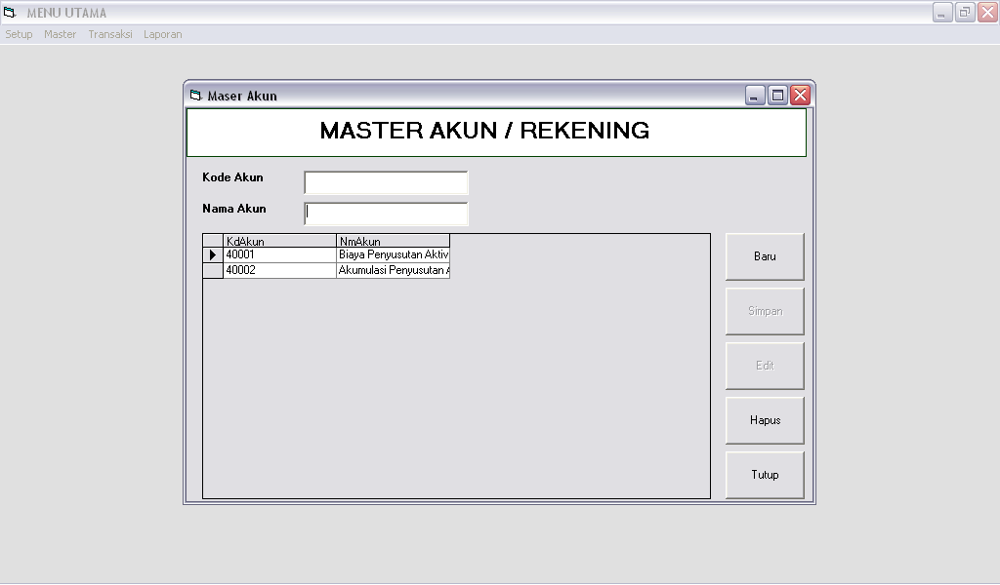 MENU UTAMA
Setup Master Transaksi Laporan
Maser Akun
MASTER AKUN / REKENING
Kode Akun
Nama Akun
KdAkun NmAkun
40001 Biaya Penyusutan Aktiv
40002 Akumulasi Penyusutan A
Baru
Simpan
Edit
Hapus
Tutup